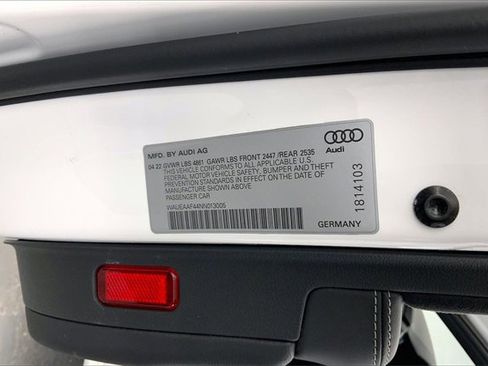 MFD. BY AUDI AG
04 22 GVWR LBS 4861 GAWR LBS FRONT 2447 /REAR 2535
THIS VEHICLE CONFORMS TO ALL APPLICABLE U.S.
FEDERAL MOTOR VEHICLE SAFETY, BUMPER AND THEFT
PREVENTION STANDARDS IN EFFECT ON THE DATE OF
MANUFACTURE SHOWN ABOVE
PASSENGER CAR
WAUEAAF44NN013005
Audi
1814103
GERMANY